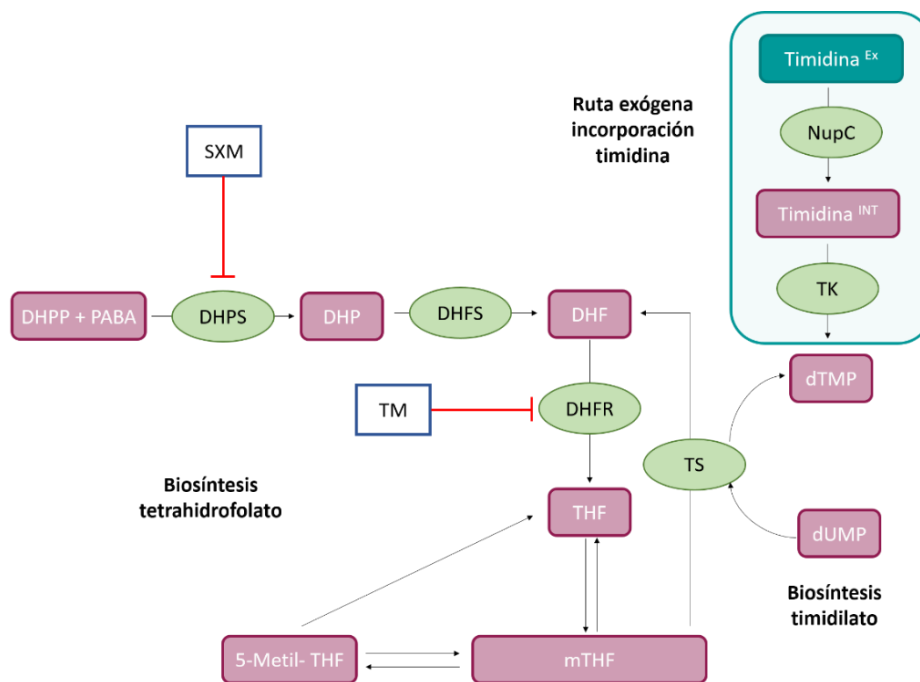 Timidina Ex
Ruta exógena
incorporación
timidina
NupC
SXM
Timidina INT
TK
DHPP + PABA
DHPS
DHP
DHFS
DHF
dTMP
TM
DHFR
TS
Biosíntesis
tetrahidrofolato
THF
dUMP
Biosíntesis
timidilato
5-Metil- THF
mTHF